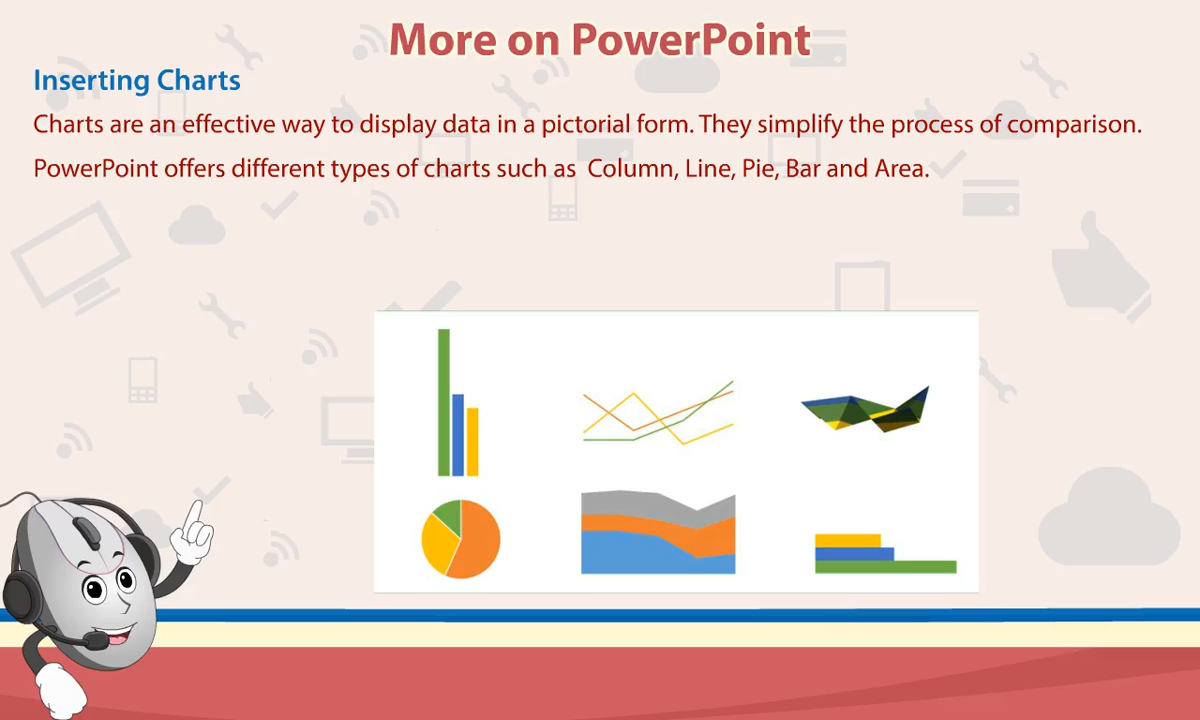 More on PowerPoint
Inserting Charts
Charts are an effective way to display data in a pictorial form. They simplify the process of comparison.
PowerPoint offers different types of charts such as  Column, Line, Pie, Bar and Area.